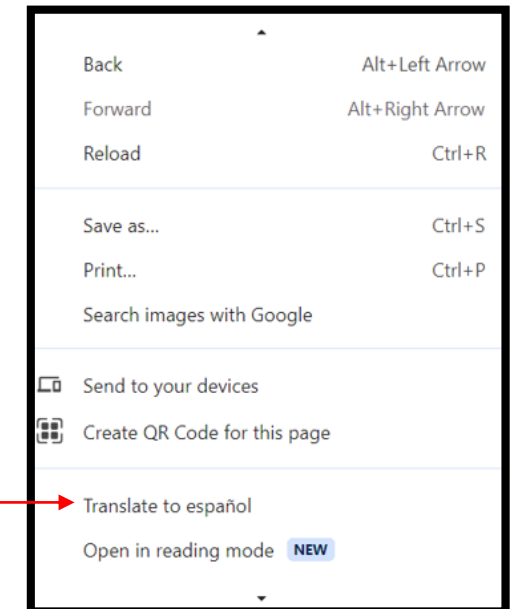 Back Alt+Left Arrow
Forward Alt+Right Arrow
Reload Ctrl+R
Save as... Ctrl+S
Print... Ctrl+P
Search images with Google
Send to your devices
Create QR Code for this page
Translate to español
Open in reading mode NEW